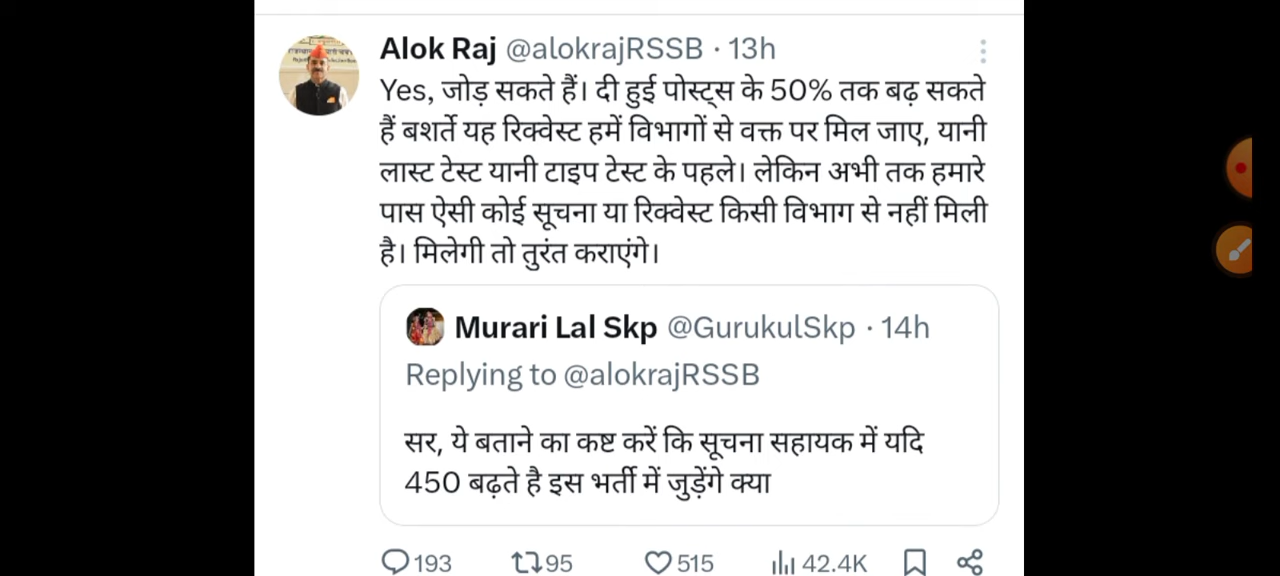 Alok Raj @alokrajRSSB · 13h
Yes, जोड़ सकते हैं। दी हुई पोस्ट्स के 50% तक बढ़ सकते
हैं बशर्ते यह रिक्वेस्ट हमें विभागों से वक्त पर मिल जाए, यानी
लास्ट टेस्ट यानी टाइप टेस्ट के पहले। लेकिन अभी तक हमारे
पास ऐसी कोई सूचना या रिक्वेस्ट किसी विभाग से नहीं मिली
है। मिलेगी तो तुरंत कराएंगे।
Murari Lal Skp @GurukulSkp · 14h
Replying to @alokrajRSSB
सर, ये बताने का कष्ट करें कि सूचना सहायक में यदि
450 बढ़ते है इस भर्ती में जुड़ेंगे क्या
193 95 515 42.4K